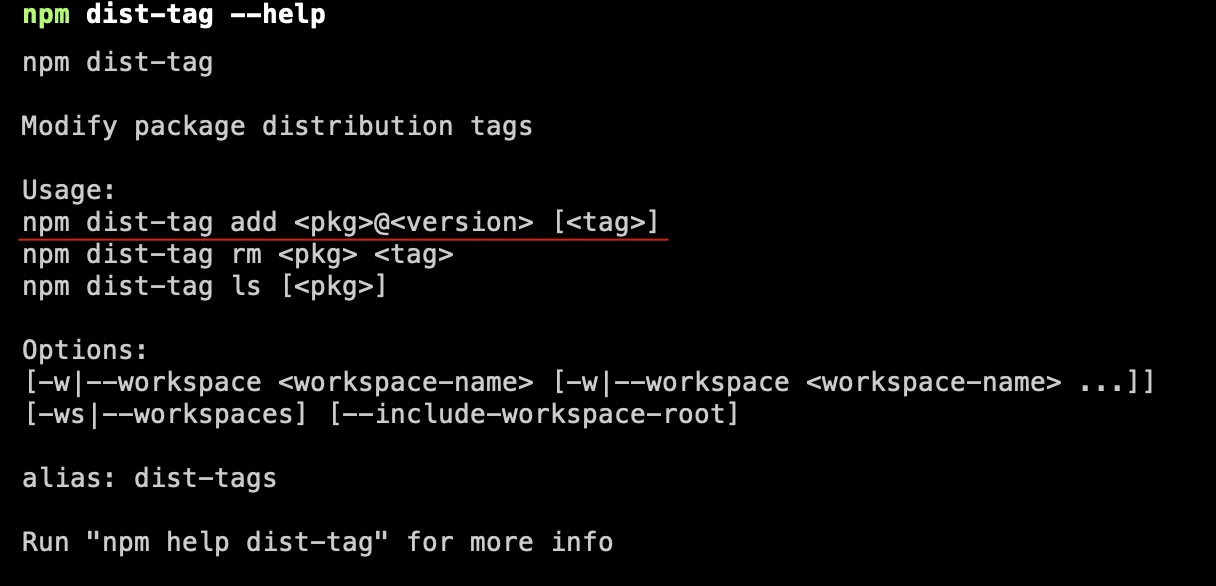 npm dist-tag --help
npm dist-tag
Modify package distribution tags
Usage:
npm dist-tag add <pkg>@<version> [<tag>]
npm dist-tag rm <pkg> <tag>
npm dist-tag ls [<pkg>]
Options:
[-w|--workspace <workspace-name> [-w|--workspace <workspace-name> ...]]
[-ws|--workspaces] [--include-workspace-root]
alias: dist-tags
Run "npm help dist-tag" for more info